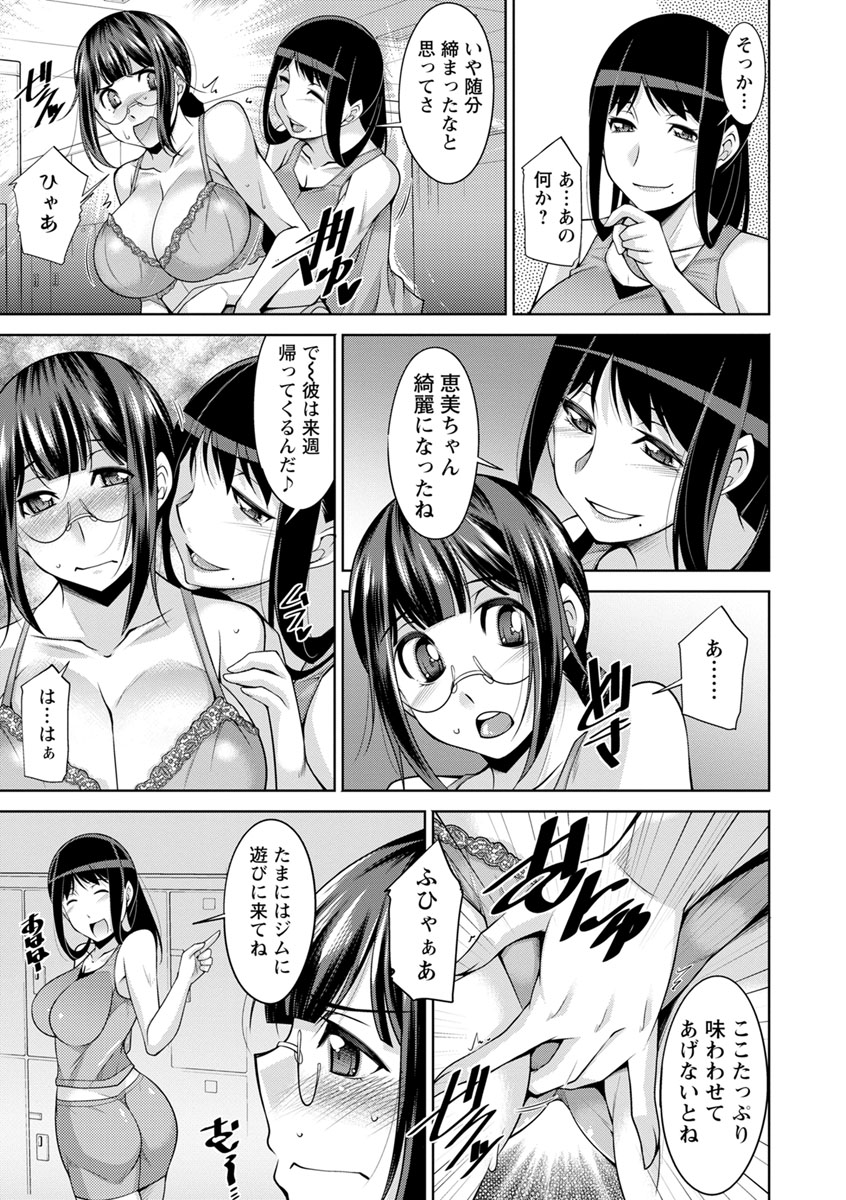 そっか…
あ…あの
何か？
いや随分
締まったなと
思ってさ
ひゃあ
恵美ちゃん
綺麗になったね
あ……
で〜彼は来週
帰ってくるんだ♪
は…はぁ
ここたっぷり
味わわせて
あげないとね
ふひゃぁあ
たまにはジムに
遊びに来てね
あはは